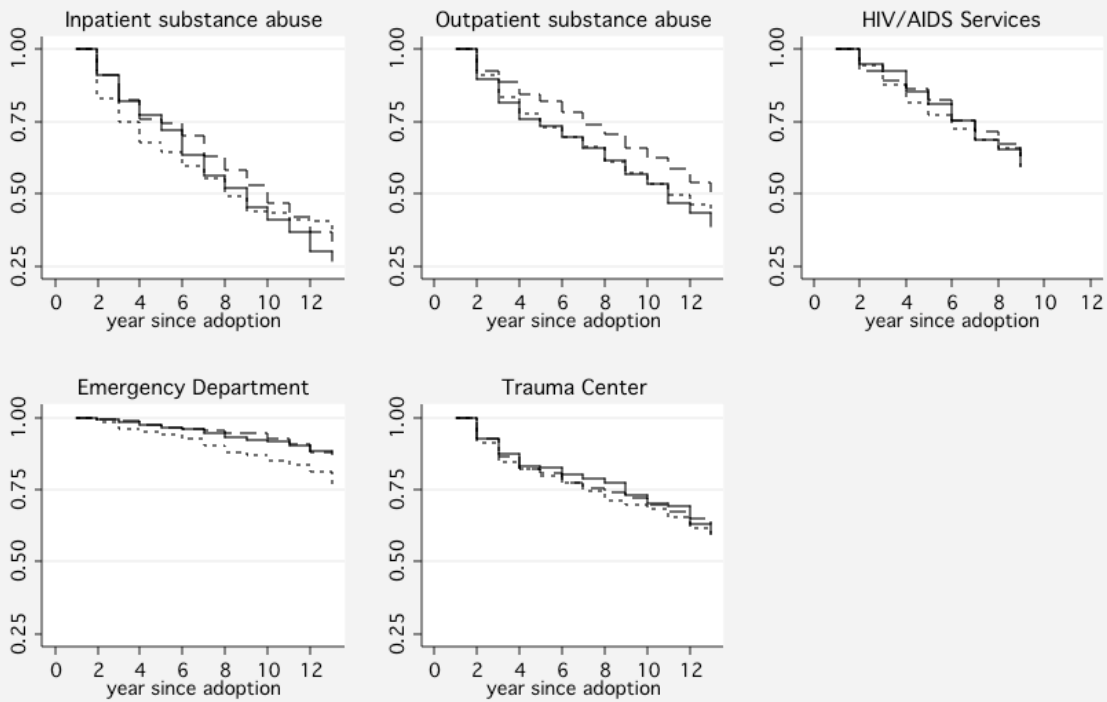 Inpatient substance abuse
1.00
0.75
0.50
0.25
0 2 4 6 8 10 12
year since adoption
Outpatient substance abuse
1.00
0.75
0.50
0.25
0 2 4 6 8 10 12
year since adoption
HIV/AIDS Services
1.00
0.75
0.50
0.25
0 2 4 6 8 10 12
year since adoption
Emergency Department
1.00
0.75
0.50
0.25
0 2 4 6 8 10 12
year since adoption
Trauma Center
1.00
0.75
0.50
0.25
0 2 4 6 8 10 12
year since adoption